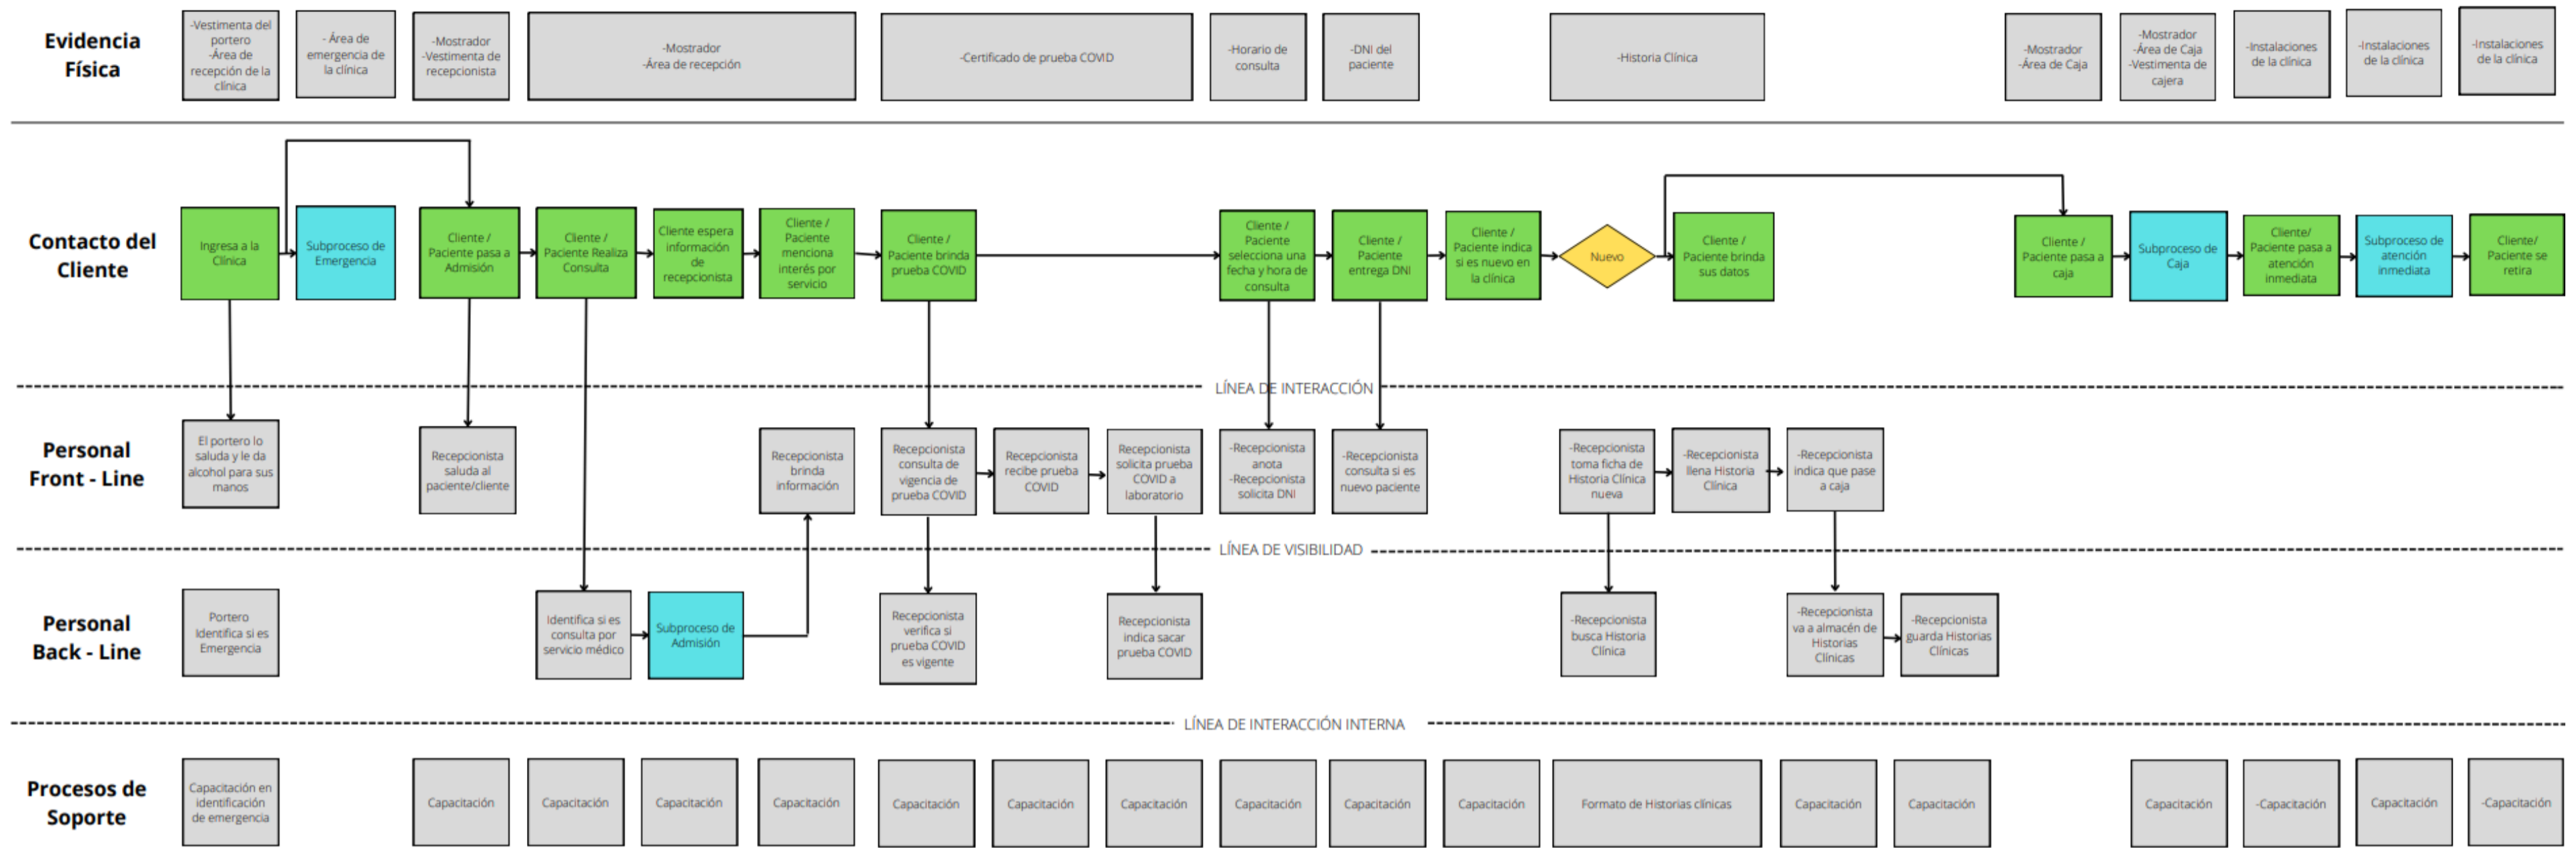 Evidencia
Física
-Vestimenta del
portero
-Área de
recepción de la
clínica
- Área de
emergencia de
la clínica
-Mostrador
-Vestimenta de
recepcionista
-Mostrador
-Área de recepción
-Certificado de prueba COVID
-Horario de
consulta
-DNI del
paciente
-Historia Clínica
-Mostrador
-Área de Caja
-Mostrador
-Área de Caja
-Vestimenta de
cajera
-Instalaciones
de la clínica
-Instalaciones
de la clínica
-Instalaciones
de la clínica
Contacto del
Cliente
Ingresa a la
Clínica
Subproceso de
Emergencia
Cliente /
Paciente pasa a
Admisión
Cliente /
Paciente Realiza
Consulta
Cliente espera
información
de
recepcionista
Cliente /
Paciente
menciona
interés por
servicio
Cliente /
Paciente brinda
prueba COVID
Cliente /
Paciente
selecciona una
fecha y hora de
consulta
Cliente /
Paciente
entrega DNI
Cliente /
Paciente indica
si es nuevo en
la clínica
Nuevo
Cliente /
Paciente brinda
sus datos
Cliente /
Paciente pasa a
caja
Subproceso de
Caja
Cliente/
Paciente pasa a
atención
inmediata
Subproceso de
atención
inmediata
Cliente/
Paciente se
retira
LÍNEA DE INTERACCIÓN
Personal
Front - Line
El portero lo
saluda y le da
alcohol para sus
manos
Recepcionista
saluda al
paciente/cliente
Recepcionista
brinda
información
Recepcionista
consulta de
vigencia de
prueba COVID
Recepcionista
recibe prueba
COVID
Recepcionista
solicita prueba
COVID a
laboratorio
-Recepcionista
anota
-Recepcionista
solicita DNI
-Recepcionista
consulta si es
nuevo paciente
-Recepcionista
toma ficha de
Historia Clínica
nueva
-Recepcionista
llena Historia
Clínica
-Recepcionista
indica que pase
a caja
LÍNEA DE VISIBILIDAD
Personal
Back - Line
Portero
Identifica si es
Emergencia
Identifica si es
consulta por
servicio médico
Subproceso de
Admisión
Recepcionista
verifica si
prueba COVID
es vigente
Recepcionista
indica sacar
prueba COVID
-Recepcionista
busca Historia
Clínica
-Recepcionista
va a almacén de
Historias
Clínicas
-Recepcionista
guarda Historias
Clínicas
LÍNEA DE INTERACCIÓN INTERNA
Procesos de
Soporte
Capacitación en
identificación
de emergencia
Capacitación
Capacitación
Capacitación
Capacitación
Capacitación
Capacitación
Capacitación
Capacitación
Capacitación
Capacitación
Formato de Historias clínicas
Capacitación
Capacitación
Capacitación
-Capacitación
Capacitación
-Capacitación